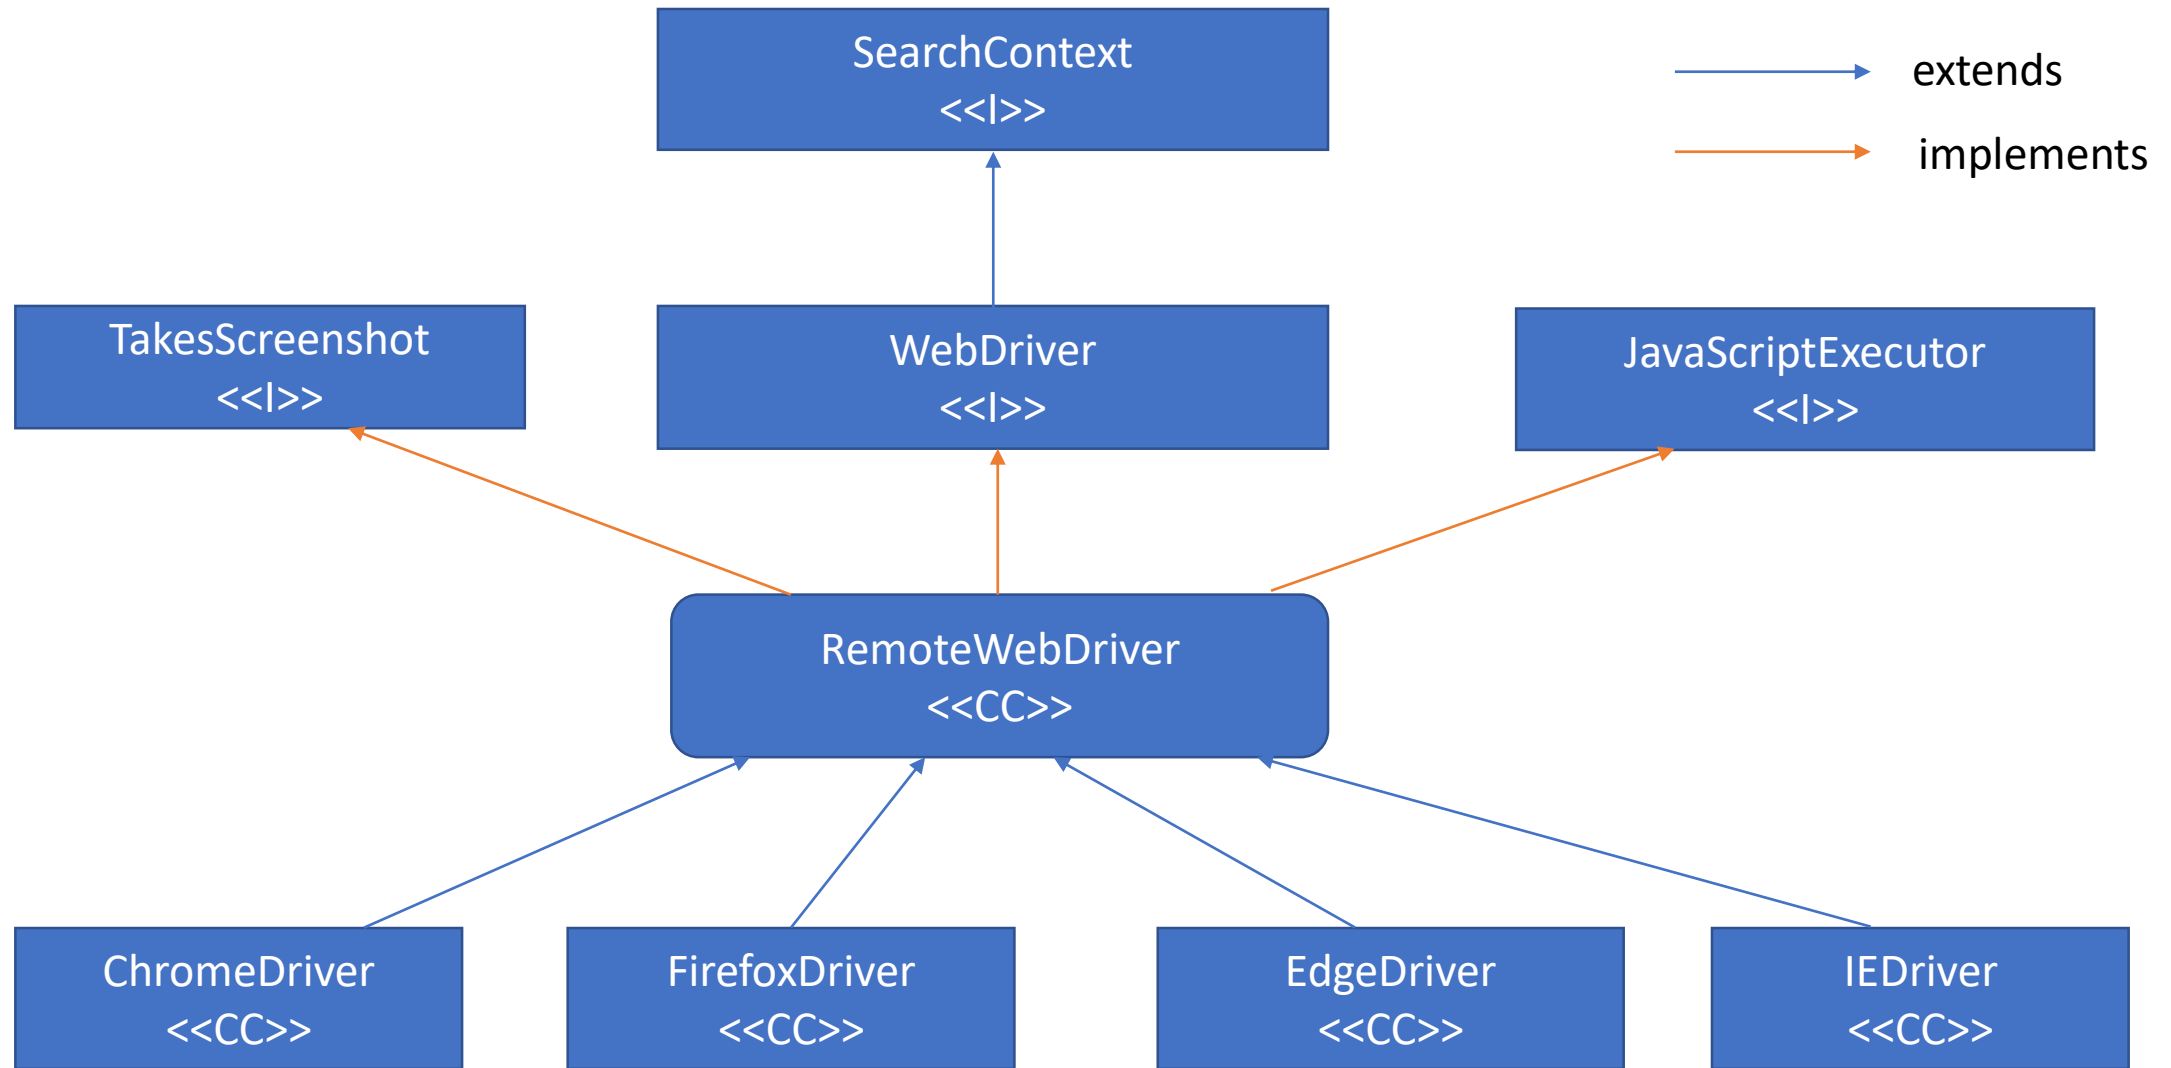 SearchContext
<<I>>
extends
implements
TakesScreenshot
<<I>>
WebDriver
<<I>>
JavaScriptExecutor
<<I>>
RemoteWebDriver
<<CC>>
ChromeDriver
<<CC>>
FirefoxDriver
<<CC>>
EdgeDriver
<<CC>>
IEDriver
<<CC>>